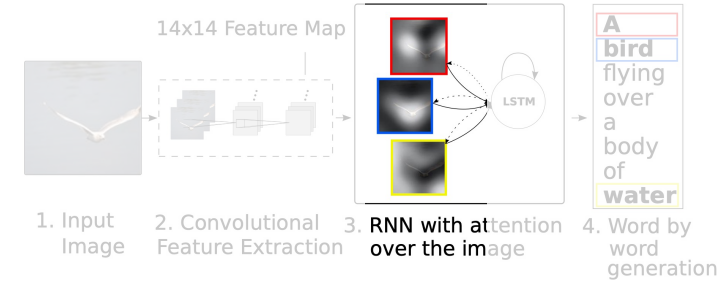 14x14 Feature Map
LSTM
A
bird
flying
over
a
body
of
water
1. Input
Image
2. Convolutional
Feature Extraction
3. RNN with attention
over the image
4. Word by
word
generation